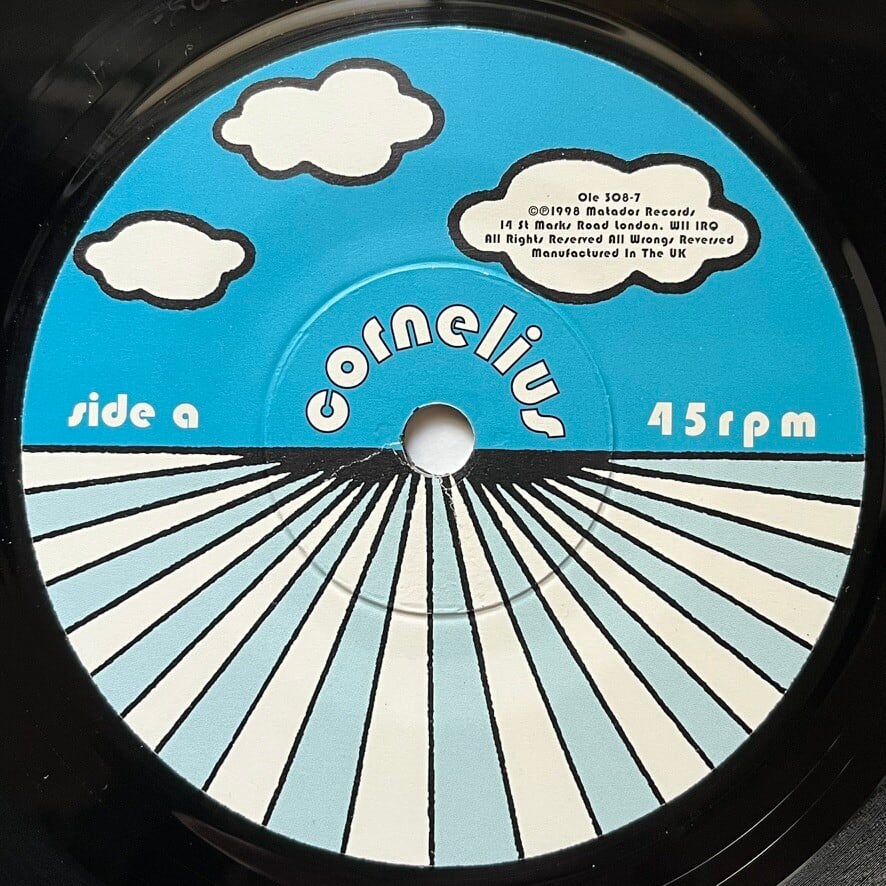 Ole 308-7
©℗1998 Matador Records
14 St Marks Road London. W11 1RQ
All Rights Reserved All Wrongs Reversed
Manufactured In The UK
cornelius
side a
45rpm